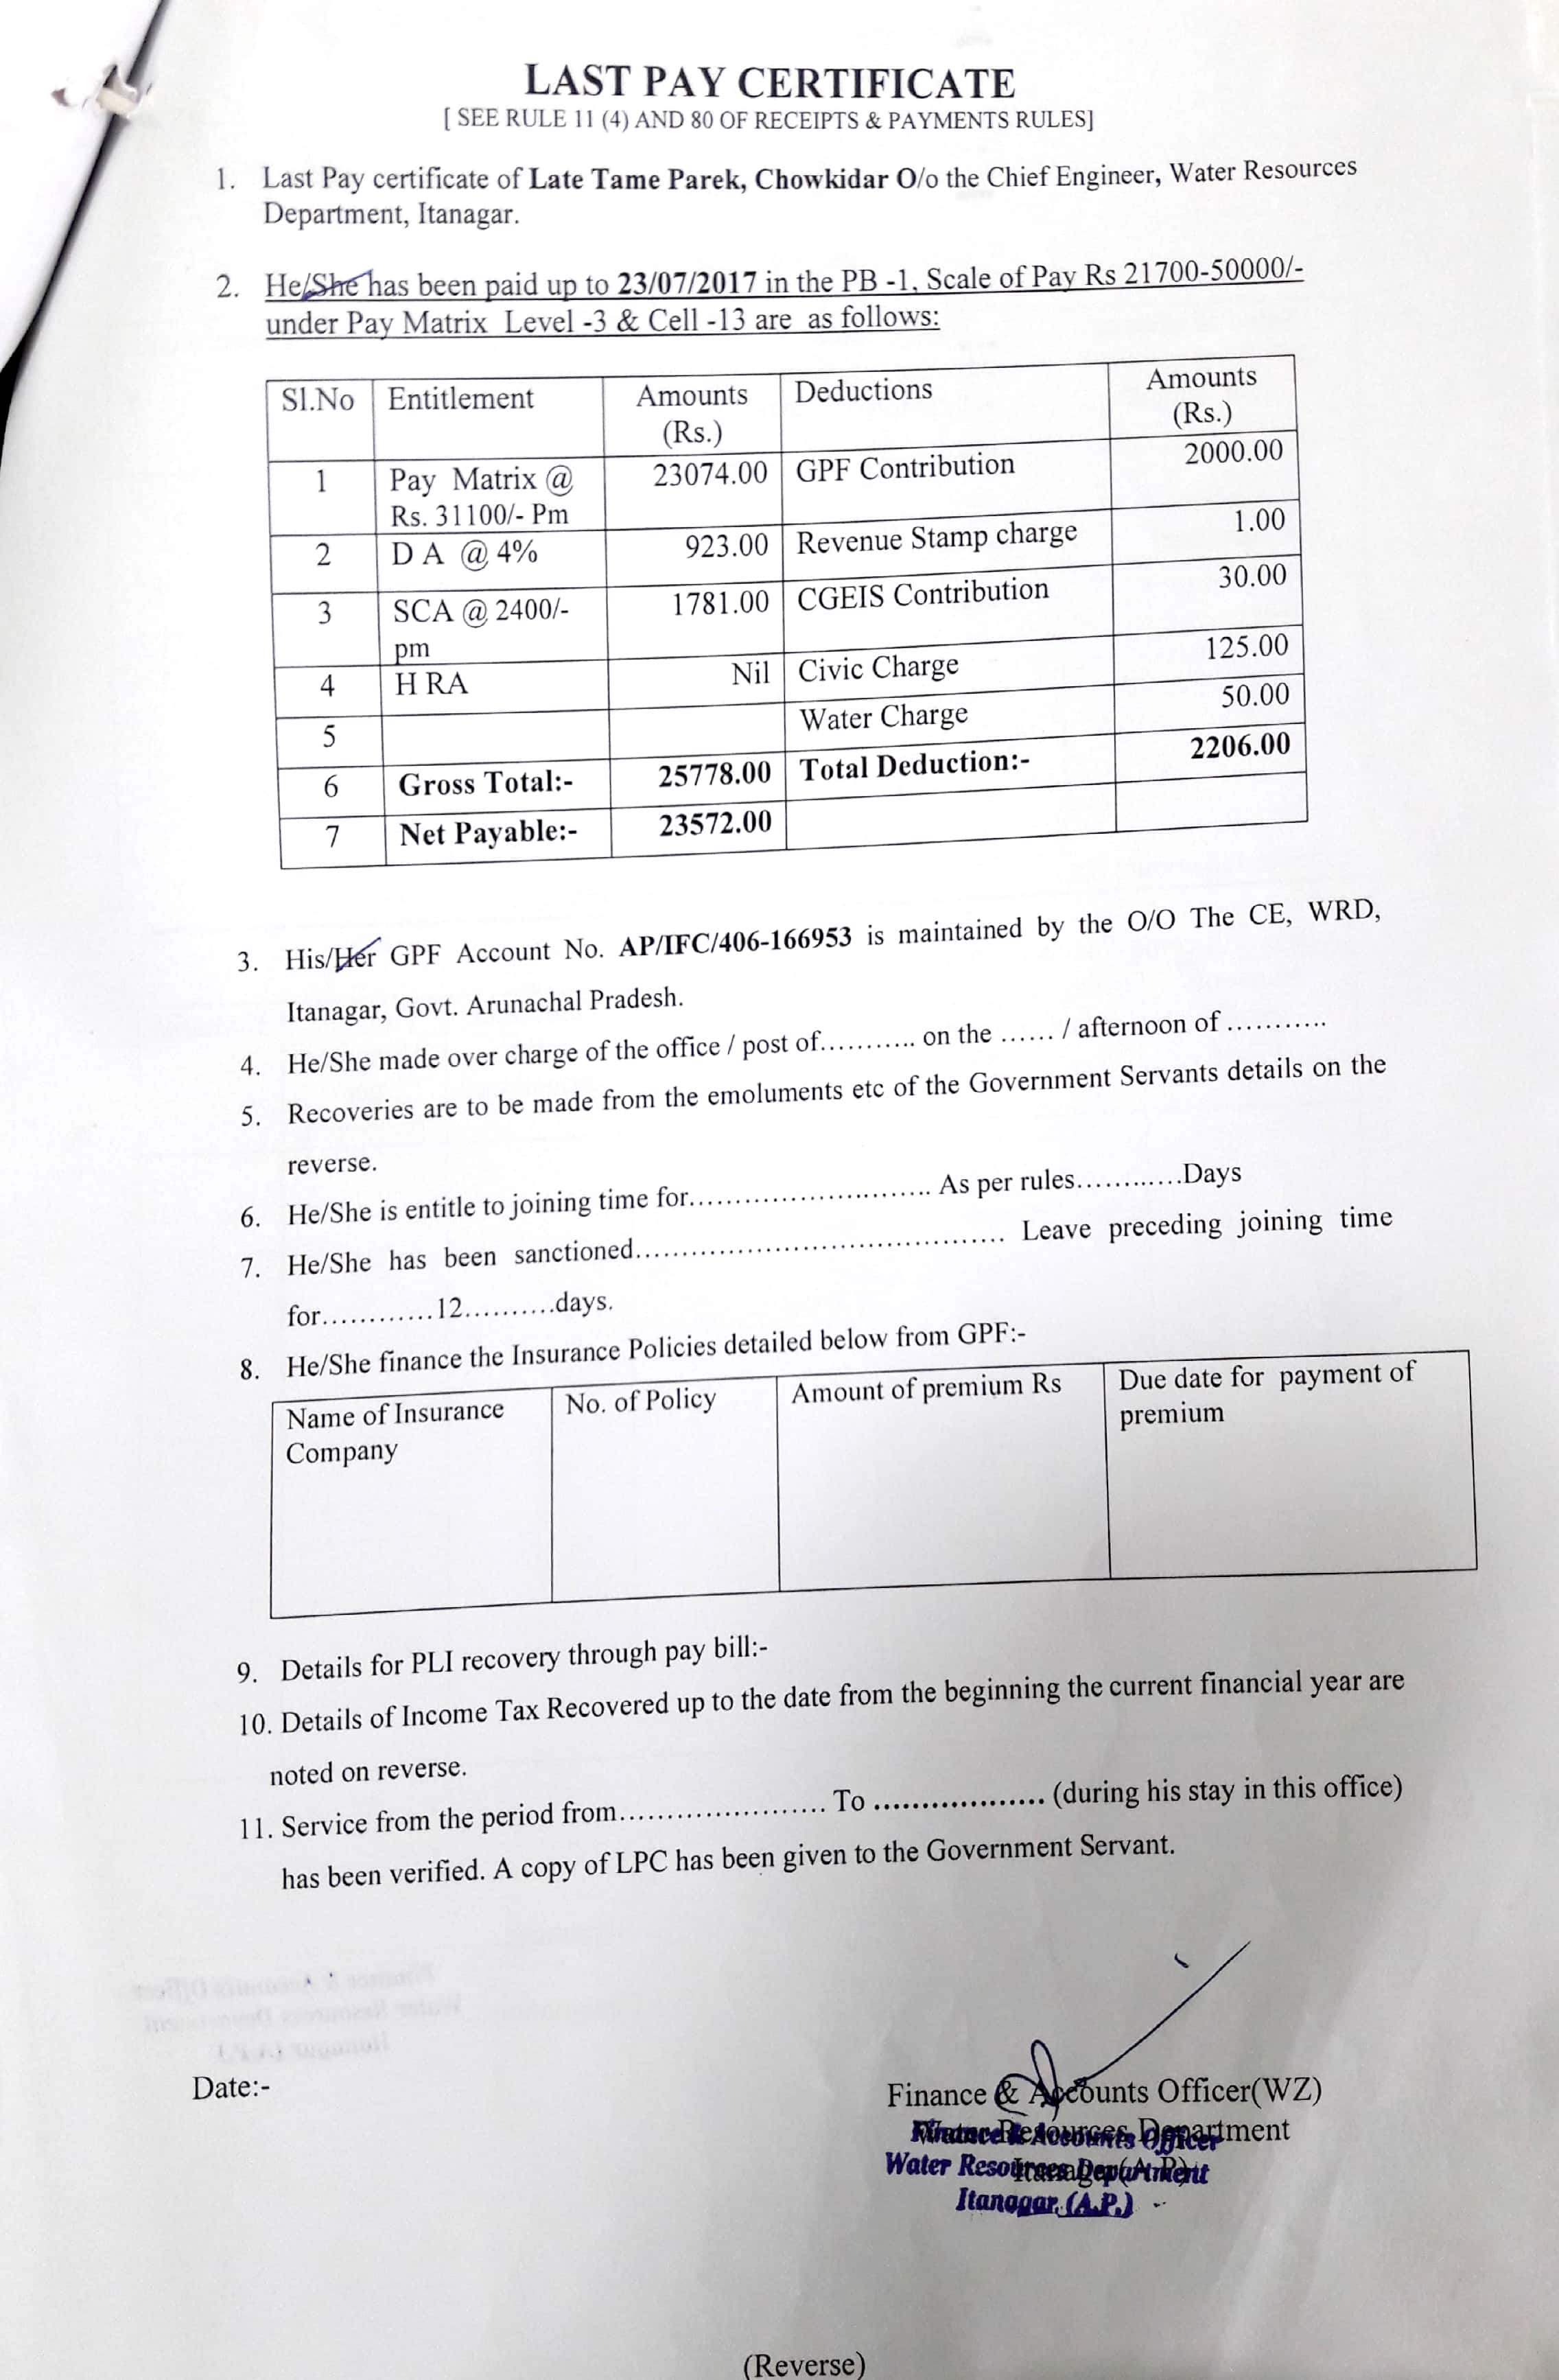 LAST PAY CERTIFICATE
[ SEE RULE 11 (4) AND 80 OF RECEIPTS & PAYMENTS RULES]
1. Last Pay certificate of Late Tame Parek, Chowkidar O/o the Chief Engineer, Water Resources
Department, Itanagar.
2. He/She has been paid up to 23/07/2017 in the PB -1, Scale of Pay Rs 21700-50000/-
under Pay Matrix Level -3 & Cell -13 are as follows:
Sl.No Entitlement Amounts (Rs.) Deductions Amounts (Rs.)
1 Pay Matrix @ Rs. 31100/- Pm 23074.00 GPF Contribution 2000.00
2 D A @ 4% 923.00 Revenue Stamp charge 1.00
3 SCA @ 2400/- pm 1781.00 CGEIS Contribution 30.00
4 H RA Nil Civic Charge 125.00
5 Water Charge 50.00
6 Gross Total:- 25778.00 Total Deduction:- 2206.00
7 Net Payable:- 23572.00
3. His/Her GPF Account No. AP/IFC/406-166953 is maintained by the O/O The CE, WRD,
Itanagar, Govt. Arunachal Pradesh.
4. He/She made over charge of the office / post of........... on the ...... / afternoon of ...........
5. Recoveries are to be made from the emoluments etc of the Government Servants details on the
reverse.
6. He/She is entitle to joining time for............................ As per rules............Days
7. He/She has been sanctioned.......................................... Leave preceding joining time
for............12..........days.
8. He/She finance the Insurance Policies detailed below from GPF:-
Name of Insurance Company No. of Policy Amount of premium Rs Due date for payment of premium
9. Details for PLI recovery through pay bill:-
10. Details of Income Tax Recovered up to the date from the beginning the current financial year are
noted on reverse.
11. Service from the period from...................... To .................. (during his stay in this office)
has been verified. A copy of LPC has been given to the Government Servant.
Date:-
Finance & Accounts Officer(WZ)
Water Resources Department
Itanagar(A.P)
Finance & Accounts Officer
Water Resources Department
Itanagar (A.P.)
(Reverse)